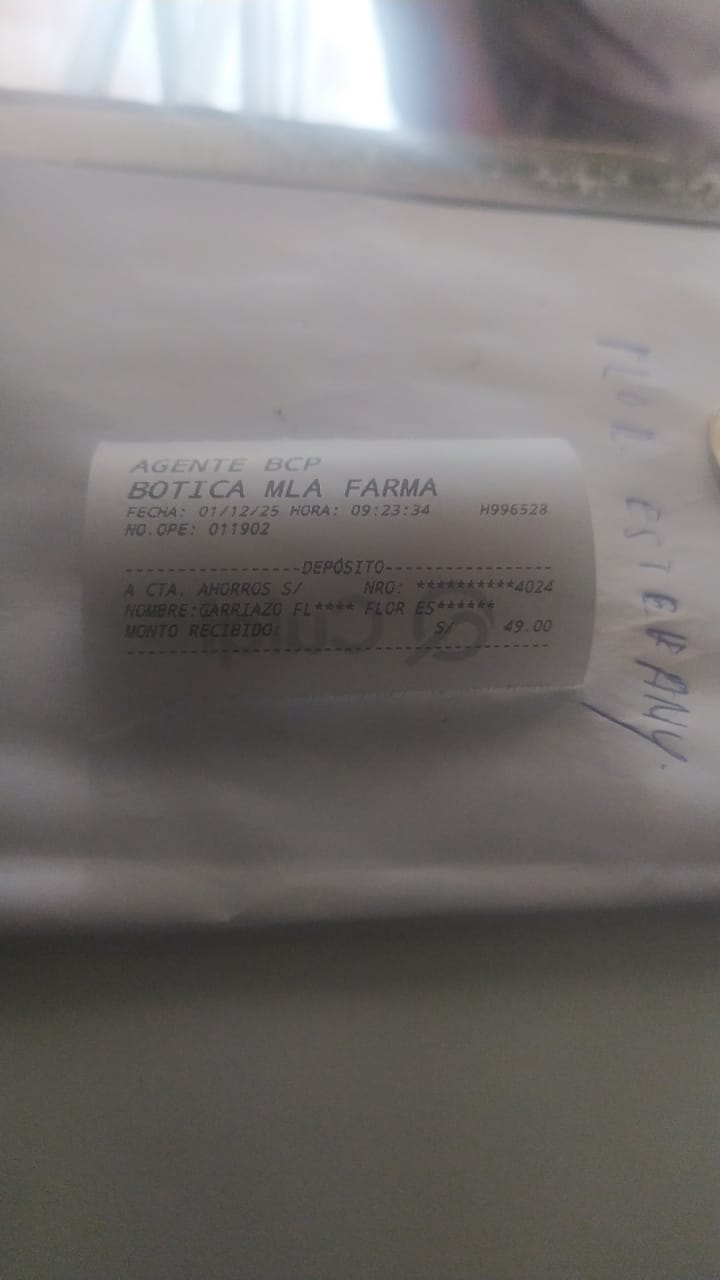 AGENTE BCP
BOTICA MLA FARMA
FECHA: 01/12/25 HORA: 09:23:34 H996528
NO.OPE: 011902
-----------------DEPÓSITO-----------------
A CTA. AHORROS S/ NRO: **********4024
NOMBRE:GARRIAZO FL**** FLOR ES******
MONTO RECIBIDO: S/ 49.00
------------------------------------------
FLOR ESTEFANY.